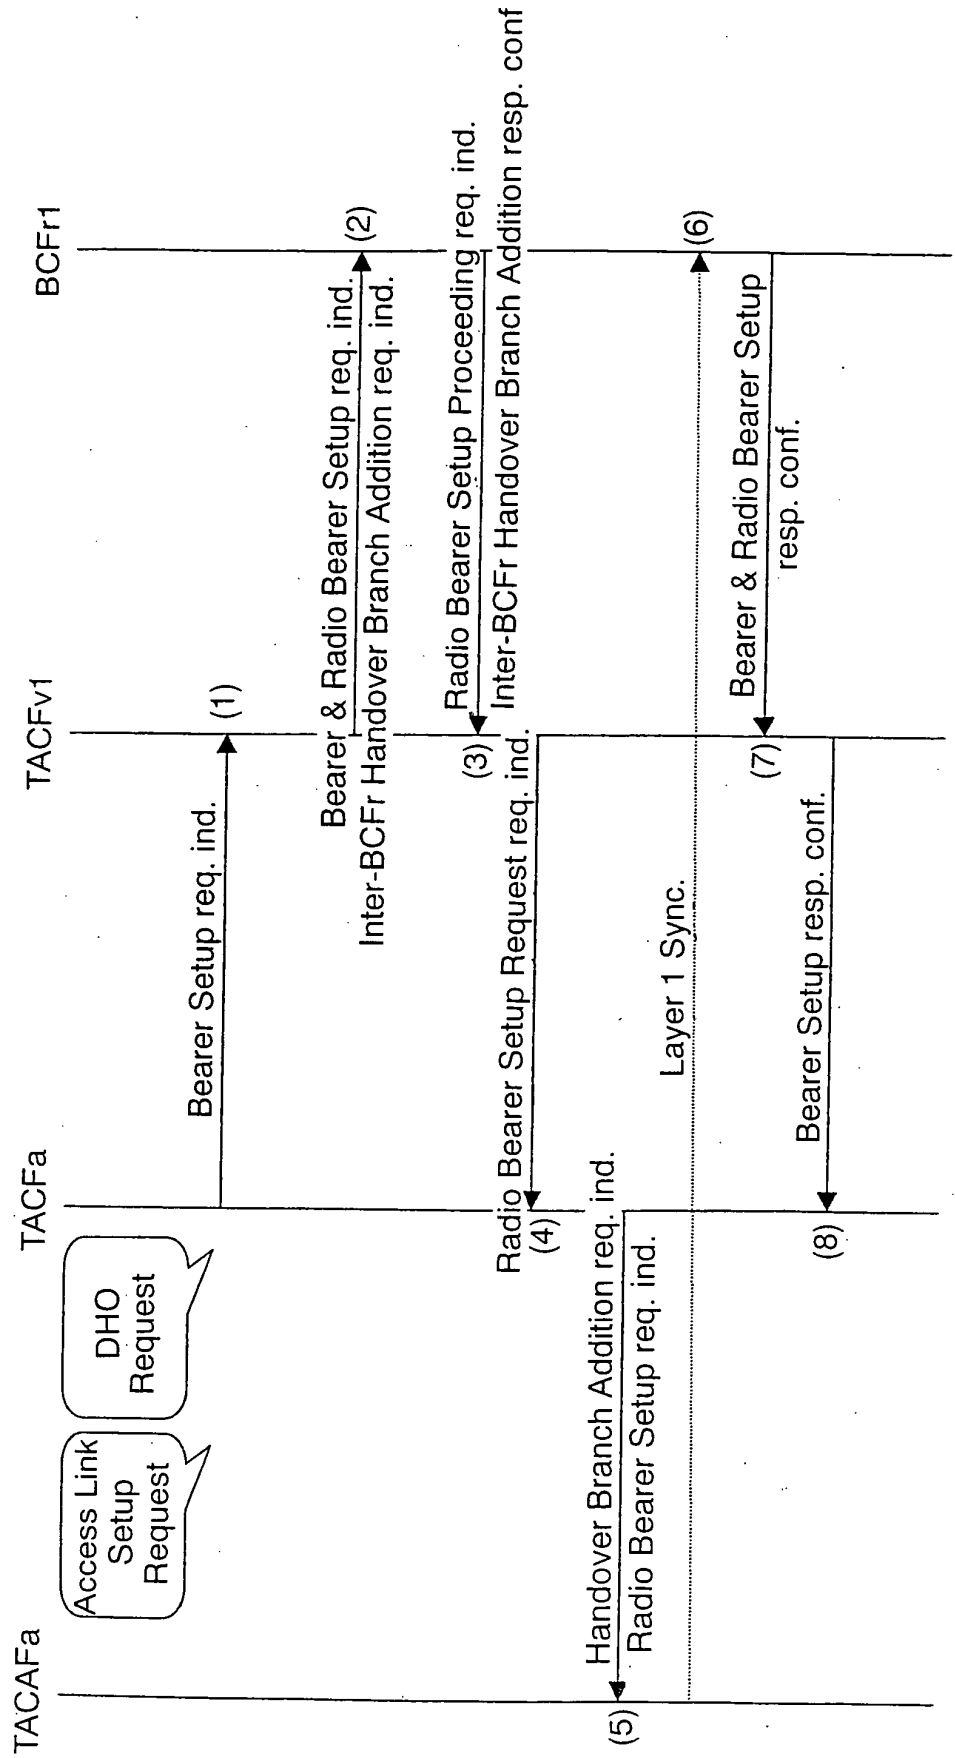 TACAFa
TACFa
TACFv1
BCFr1
Access Link
Setup
Request
DHO
Request
Bearer Setup req. ind.
(1)
Bearer & Radio Bearer Setup req. ind.
(2)
Inter-BCFr Handover Branch Addition req. ind.
Radio Bearer Setup Proceeding req. ind.
(3)
Inter-BCFr Handover Branch Addition resp. conf
Radio Bearer Setup Request req. ind.
(4)
Handover Branch Addition req. ind.
(5)
Radio Bearer Setup req. ind.
Layer 1 Sync.
(6)
Bearer & Radio Bearer Setup
resp. conf.
(7)
Bearer Setup resp. conf.
(8)